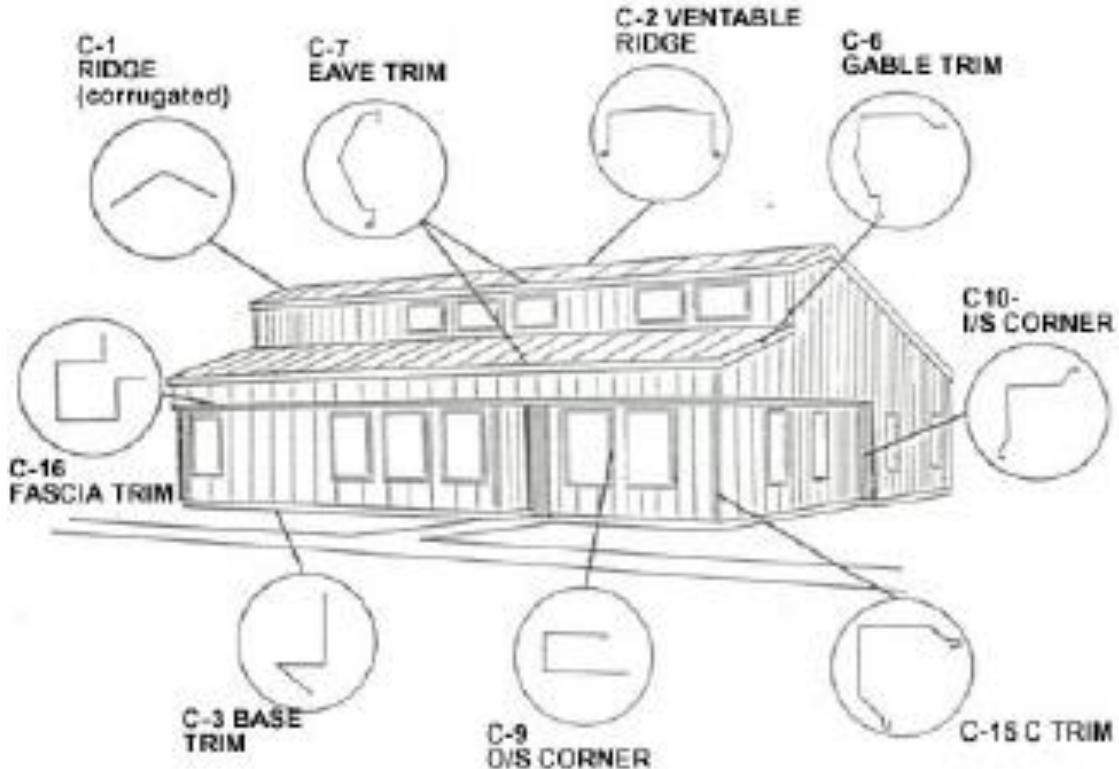 C-1
RIDGE
(corrugated)
C-7
EAVE TRIM
C-2 VENTABLE
RIDGE
C-6
GABLE TRIM
C10-
I/S CORNER
C-16
FASCIA TRIM
C-3 BASE
TRIM
C-9
O/S CORNER
C-15 C TRIM